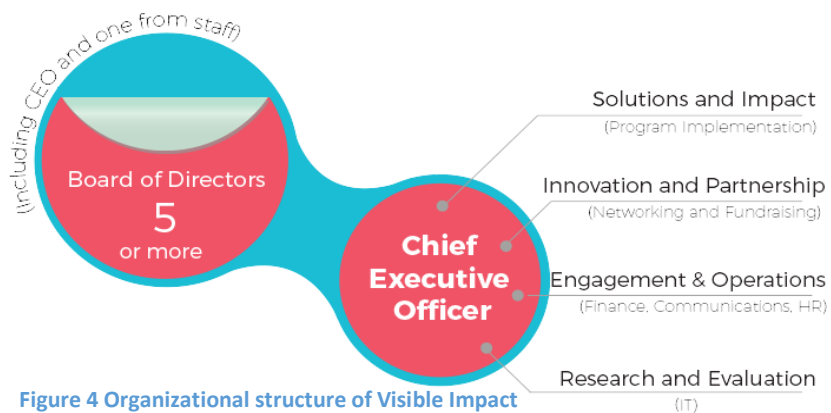 (Including CEO and one from staff)
Board of Directors
5
or more
Chief
Executive
Officer
Solutions and Impact
(Program Implementation)
Innovation and Partnership
(Networking and Fundraising)
Engagement & Operations
(Finance, Communications, HR)
Research and Evaluation
(IT)
Figure 4 Organizational structure of Visible Impact